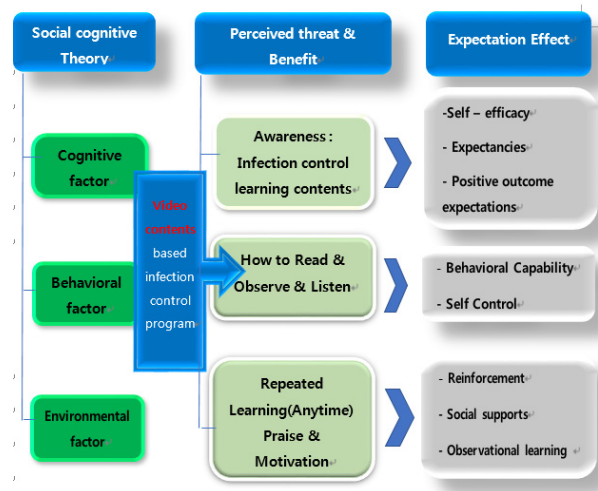 Social cognitive
Theory
Perceived threat &
Benefit
Expectation Effect
Cognitive
factor
Behavioral
factor
Environmental
factor
Video
contents
based
infection
control
program
Awareness :
Infection control
learning contents
How to Read &
Observe & Listen
Repeated
Learning(Anytime)
Praise &
Motivation
-Self – efficacy
- Expectancies
- Positive outcome
expectations
- Behavioral Capability
- Self Control
- Reinforcement
- Social supports
- Observational learning